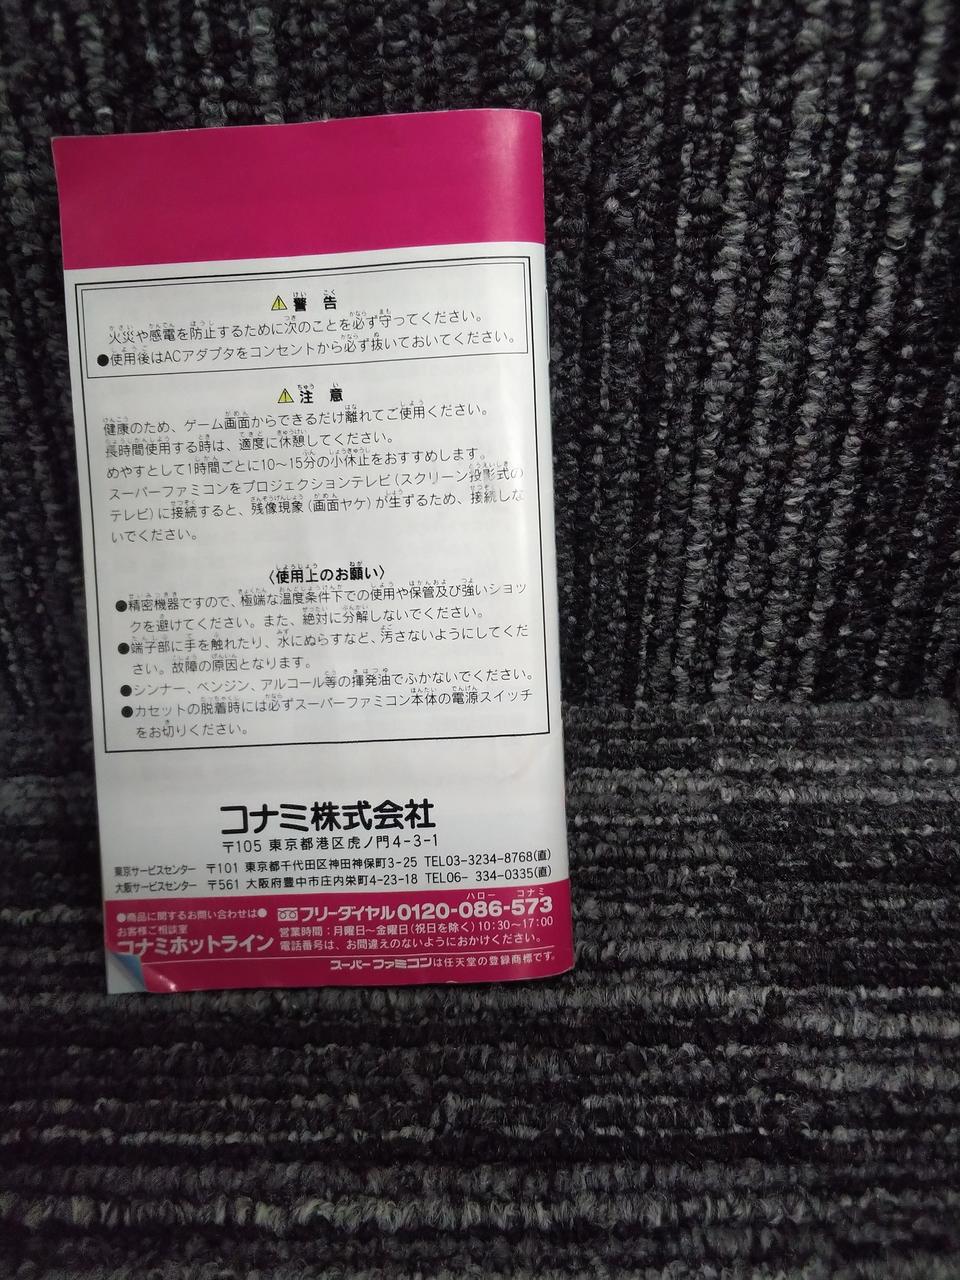 ⚠警告
火災や感電を防止するために次のことを必ず守ってください。
●使用後はACアダプタをコンセントから必ず抜いておいてください。
⚠注意
健康のため、ゲーム画面からできるだけ離れてご使用ください。
長時間使用する時は、適度に休憩してください。
めやすとして1時間ごとに10～15分の小休止をおすすめします。
スーパーファミコンをプロジェクションテレビ(スクリーン投影式の
テレビ)に接続すると、残像現象(画面ヤケ)が生ずるため、接続しな
いでください。
〈使用上のお願い〉
●精密機器ですので、極端な温度条件下での使用や保管及び強いショッ
クを避けてください。また、絶対に分解しないでください。
●端子部に手を触れたり、水にぬらすなど、汚さないようにしてくだ
さい。故障の原因となります。
●シンナー、ベンジン、アルコール等の揮発油でふかないでください。
●カセットの脱着時には必ずスーパーファミコン本体の電源スイッチ
をお切りください。
コナミ株式会社
〒105 東京都港区虎ノ門4-3-1
東京サービスセンター 〒101 東京都千代田区神田神保町3-25 TEL03-3234-8768(直)
大阪サービスセンター 〒561 大阪府豊中市庄内栄町4-23-18 TEL06- 334-0335(直)
●商品に関するお問い合わせは●
お客様ご相談室
コナミホットライン
フリーダイヤル0120-086-573
営業時間：月曜日～金曜日(祝日を除く)10:30～17:00
電話番号は、お間違えのないようにおかけください。
スーパーファミコンは任天堂の登録商標です。